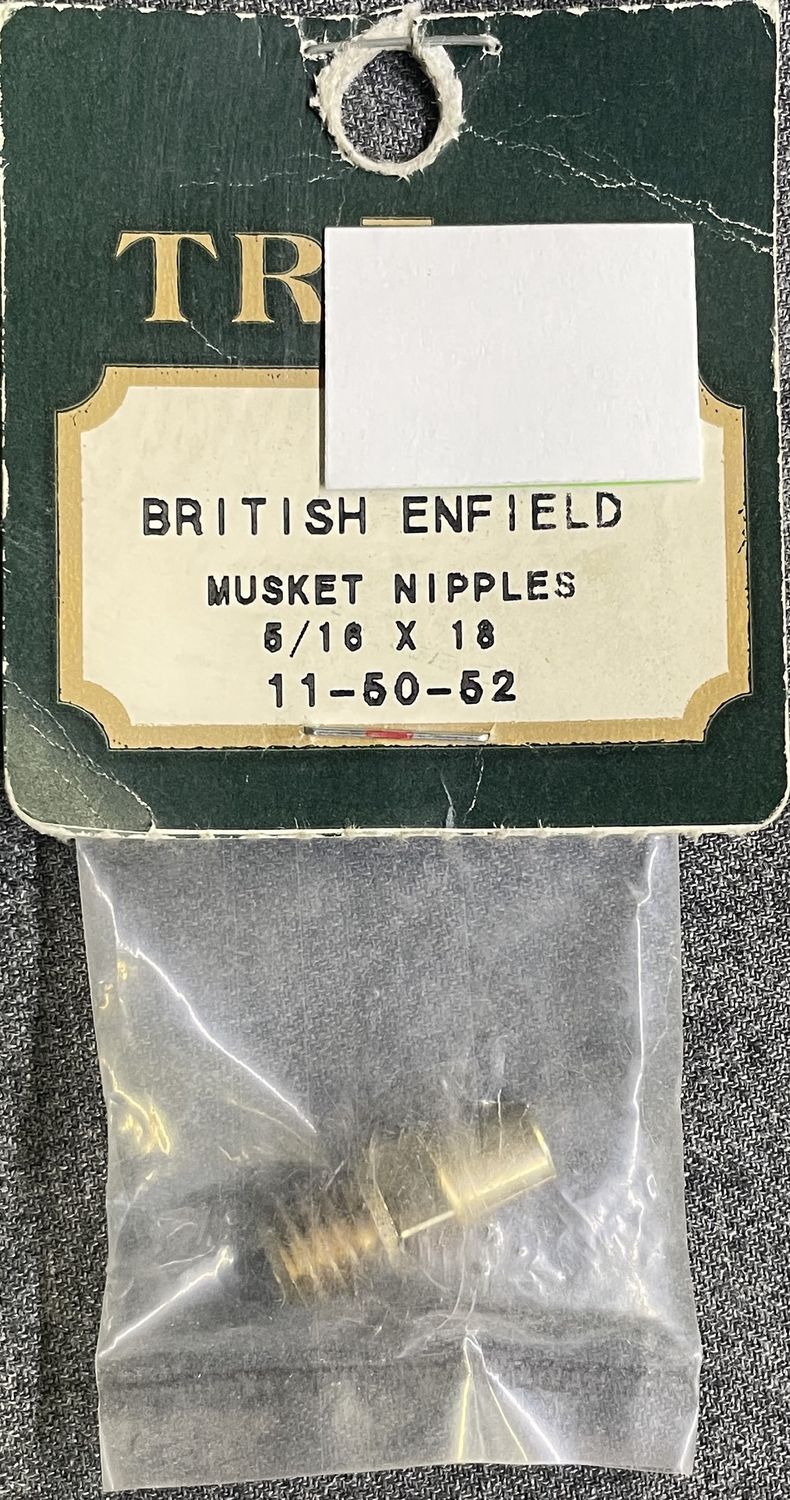 TR
BRITISH ENFIELD
MUSKET NIPPLES
5/16 X 18
11-50-52